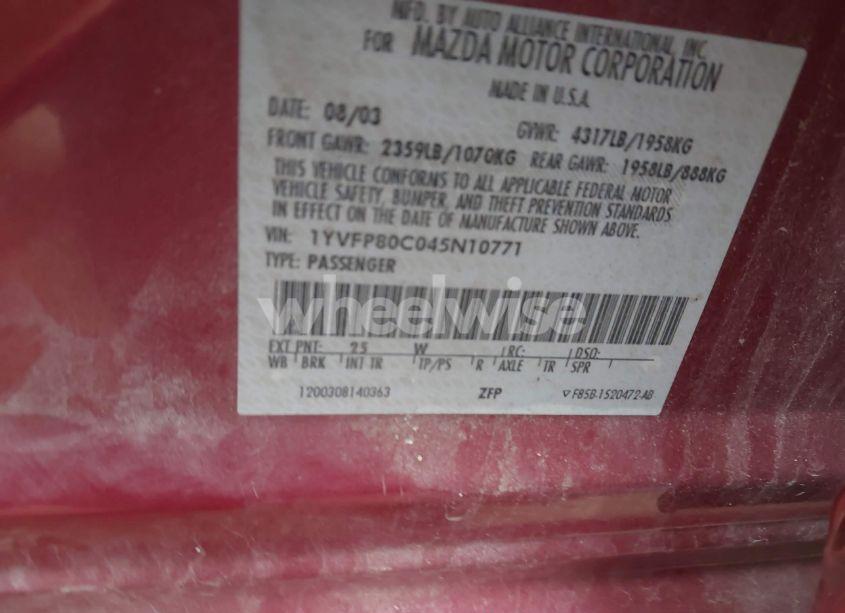 MFD. BY AUTO ALLIANCE INTERNATIONAL, INC.
FOR MAZDA MOTOR CORPORATION
MADE IN U.S.A.
DATE: 08/03 GVWR: 4317LB/1958KG
FRONT GAWR: 2359LB/1070KG REAR GAWR: 1958LB/888KG
THIS VEHICLE CONFORMS TO ALL APPLICABLE FEDERAL MOTOR
VEHICLE SAFETY, BUMPER, AND THEFT PREVENTION STANDARDS
IN EFFECT ON THE DATE OF MANUFACTURE SHOWN ABOVE.
VIN: 1YVFP80C045N10771
TYPE: PASSENGER
wheelwise
EXT PNT: 25 W RC: DSO:
WB BRK INT TR TP/PS R AXLE TR SPR
1200308140363 ZFP F85B-1520472-AB